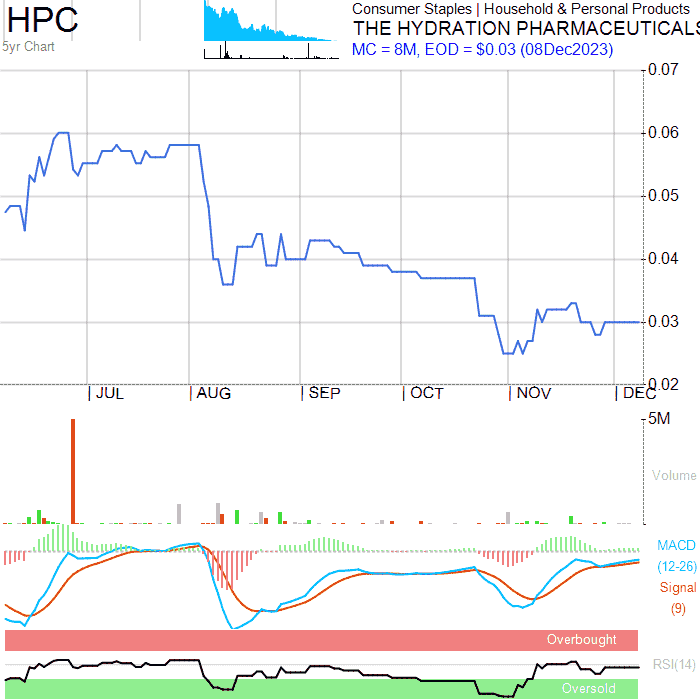 HPC
5yr Chart
Consumer Staples | Household & Personal Products
THE HYDRATION PHARMACEUTICALS
MC = 8M, EOD = $0.03 (08Dec2023)
0.07
0.06
0.05
0.04
0.03
0.02
JUL AUG SEP OCT NOV DEC
5M
Volume
MACD
(12-26)
Signal
(9)
Overbought
RSI(14)
Oversold